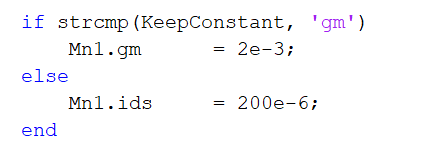 if strcmp(KeepConstant, 'gm')
    Mn1.gm      = 2e-3;
else
    Mn1.ids     = 200e-6;
end